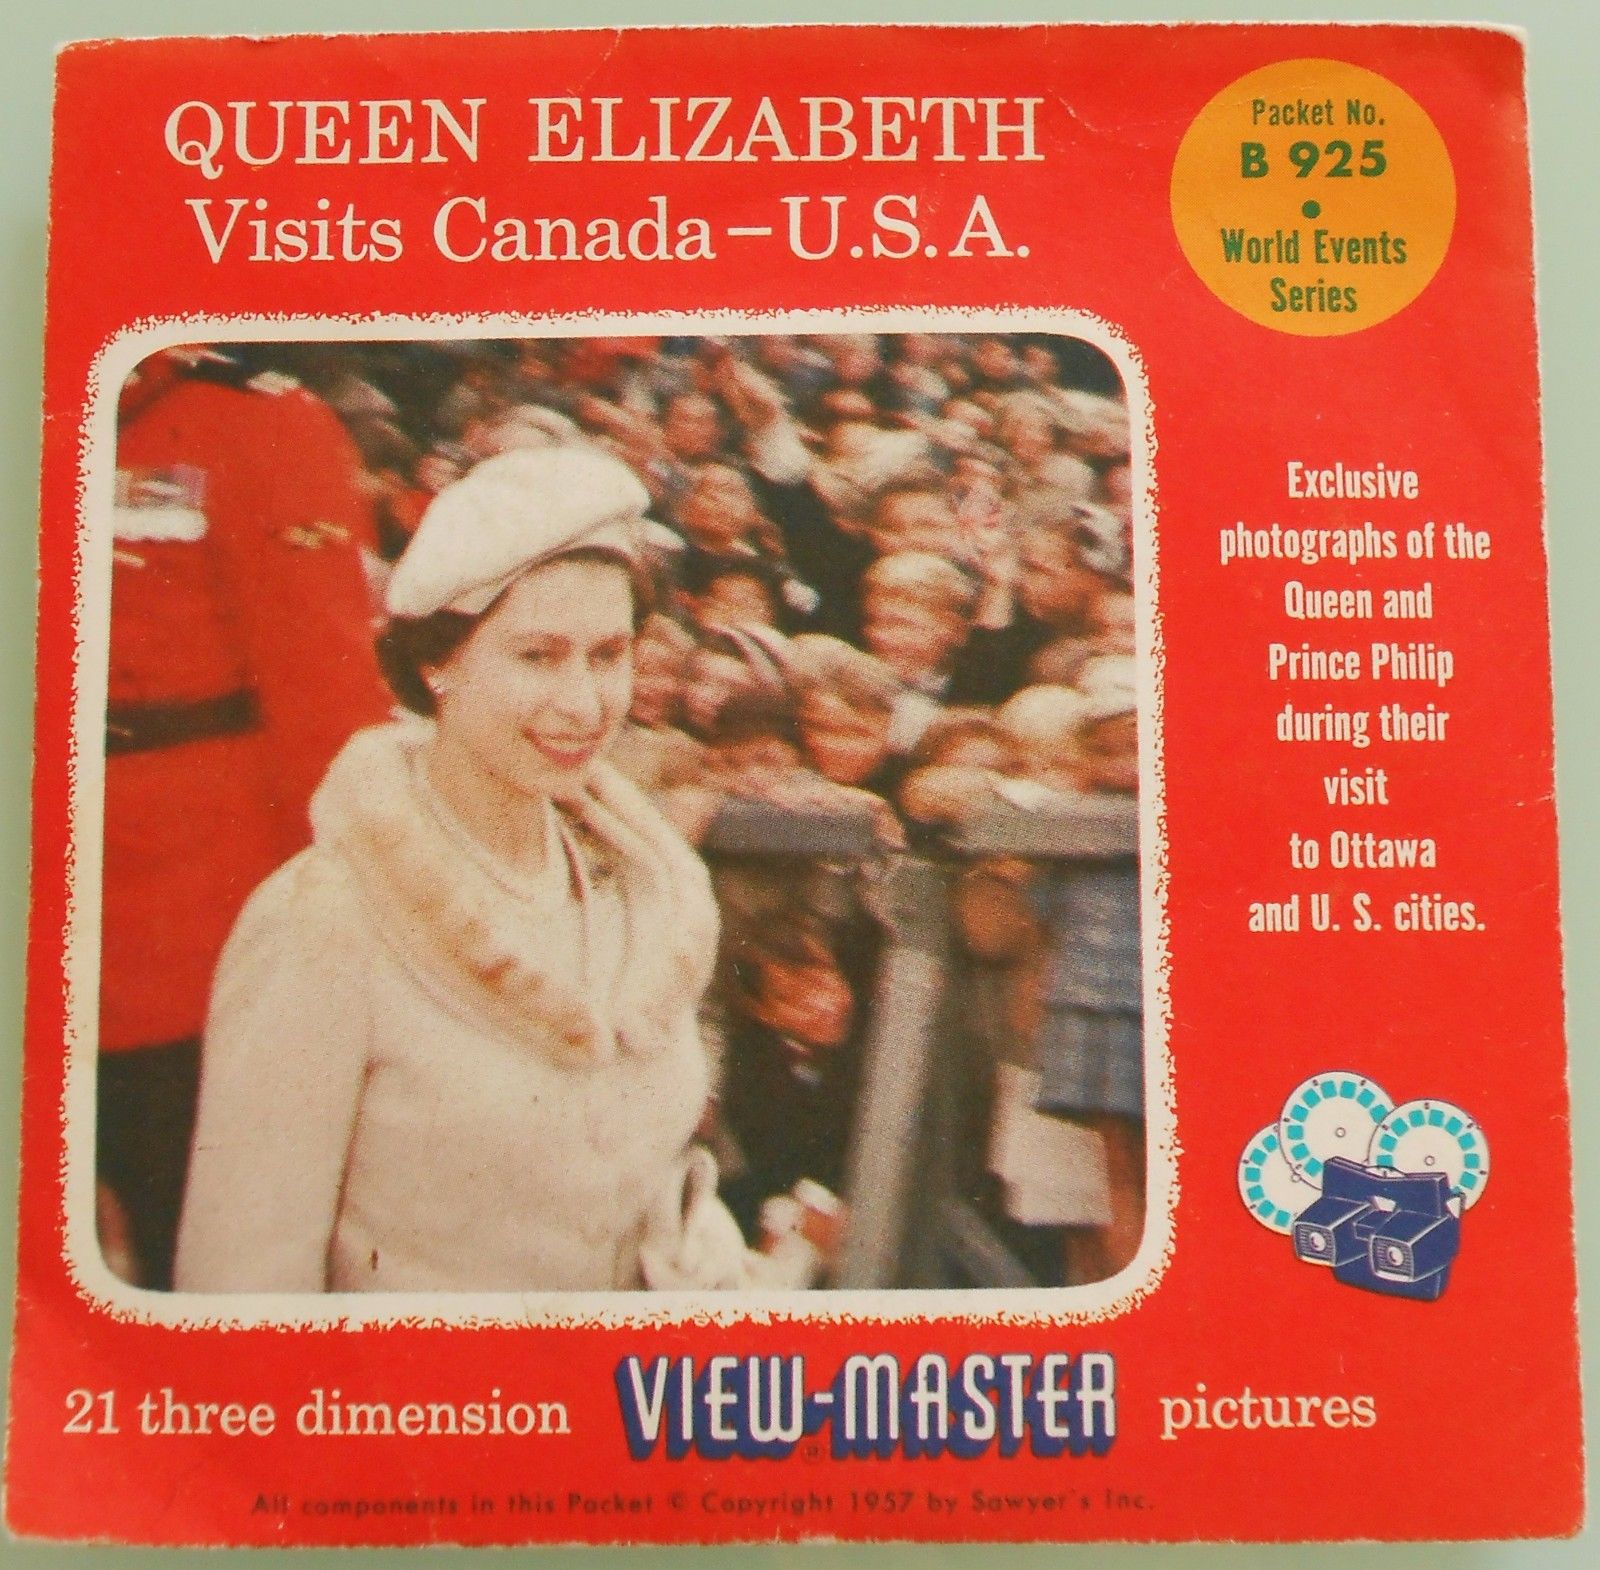 QUEEN ELIZABETH
Visits Canada–U.S.A.
Packet No.
B 925
•
World Events
Series
Exclusive
photographs of the
Queen and
Prince Philip
during their
visit
to Ottawa
and U. S. cities.
21 three dimension VIEW-MASTER® pictures
All components in this Packet © Copyright 1957 by Sawyer's Inc.